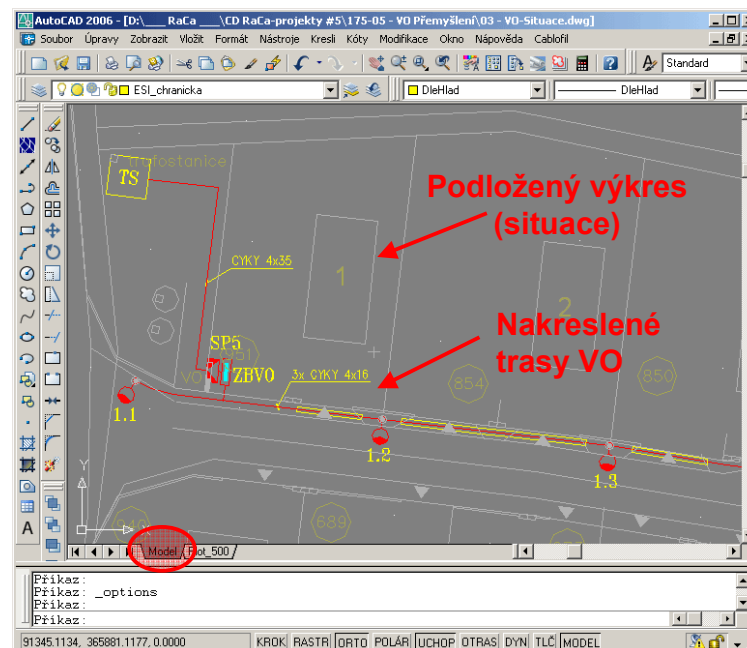 AutoCAD 2006 - [D:\___ RaCa ___\CD RaCa-projekty #5\175-05 - VO Přemyšlení\03 - VO-Situace.dwg]
Soubor Úpravy Zobrazit Vložit Formát Nástroje Kresli Kóty Modifikace Okno Nápověda Cablofil
Standard
ESI_chranicka
DleHlad
DleHlad
trafostanice
TS
Podložený výkres
(situace)
CYKY 4x35
1
2
Nakreslené
trasy VO
SP5
VO
ZBVO
3x CYKY 4x16
854
850
1.1
1.2
1.3
Y
689
Model
Plot_500
Příkaz:
Příkaz: _options
Příkaz:
Příkaz:
91345.1134, 365881.1177, 0.0000
KROK RASTR ORTO POLÁR UCHOP OTRAS DYN TLČ MODEL